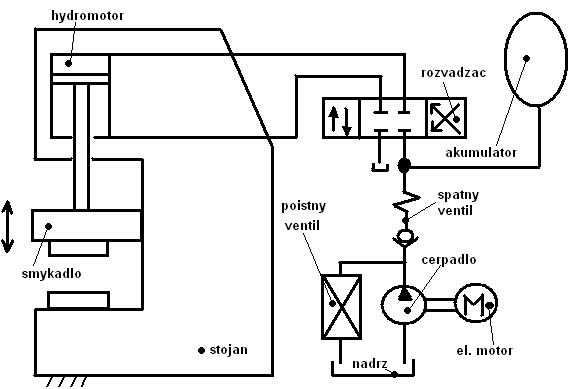 hydromotor
rozvadzac
akumulator
spatny
ventil
poistny
ventil
cerpadlo
smykadlo
M
stojan
nadrz
el. motor